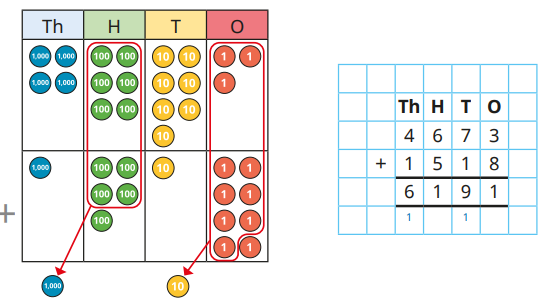 Th H T O
1,000 1,000 100 100 10 10 1 1
1,000 1,000 100 100 10 10 1
100 100 10 10
10
1,000 100 100 10 1 1
100 100 1 1
+ 100 1 1
1 1
1,000 10
Th H T O
4 6 7 3
+ 1 5 1 8
6 1 9 1
1 1